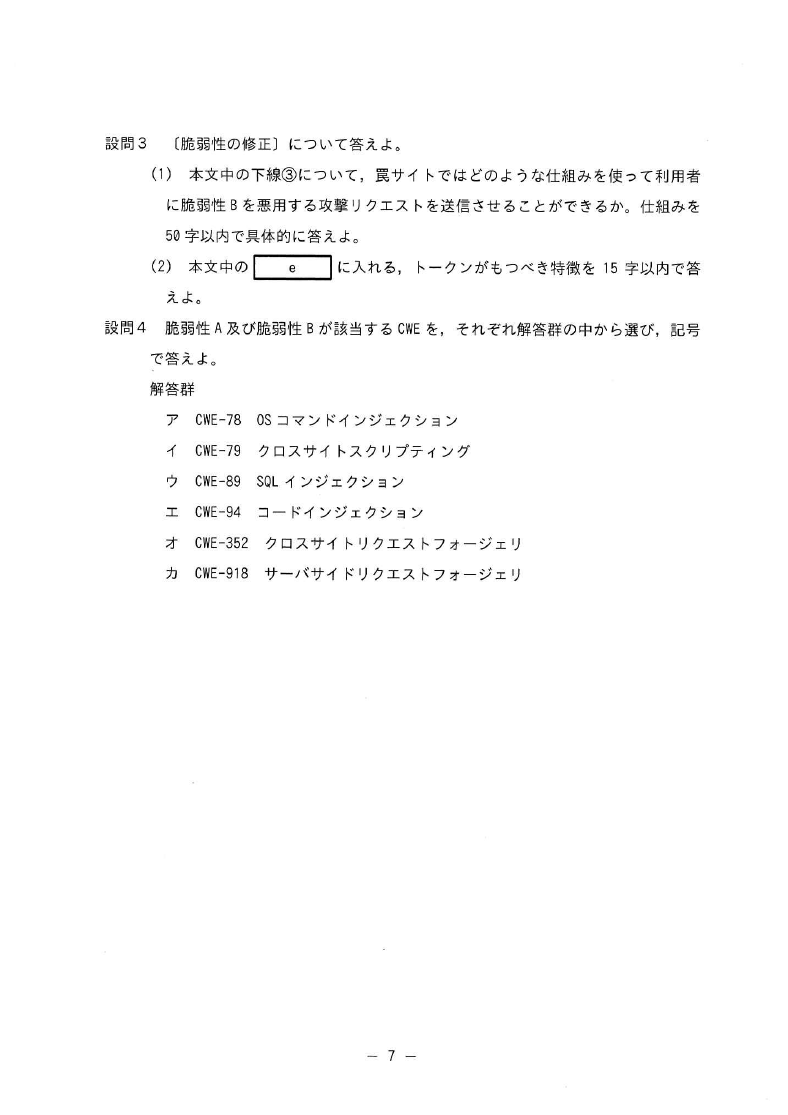 設問3 〔脆弱性の修正〕について答えよ。
(1) 本文中の下線③について，罠サイトではどのような仕組みを使って利用者
に脆弱性Bを悪用する攻撃リクエストを送信させることができるか。仕組みを
50字以内で具体的に答えよ。
(2) 本文中の e に入れる，トークンがもつべき特徴を 15 字以内で答
えよ。
設問4 脆弱性A及び脆弱性Bが該当するCWEを，それぞれ解答群の中から選び，記号
で答えよ。
解答群
ア CWE-78 OSコマンドインジェクション
イ CWE-79 クロスサイトスクリプティング
ウ CWE-89 SQLインジェクション
エ CWE-94 コードインジェクション
オ CWE-352 クロスサイトリクエストフォージェリ
カ CWE-918 サーバサイドリクエストフォージェリ
― 7 ―